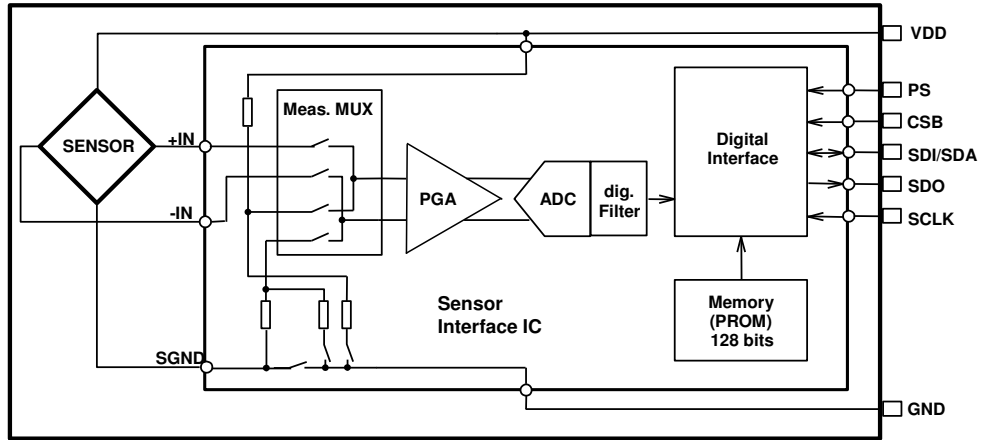 VDD
Meas. MUX
PS
SENSOR
+IN
CSB
Digital
Interface
SDI/SDA
PGA
ADC
dig.
Filter
SDO
-IN
SCLK
Sensor
Interface IC
Memory
(PROM)
128 bits
SGND
GND